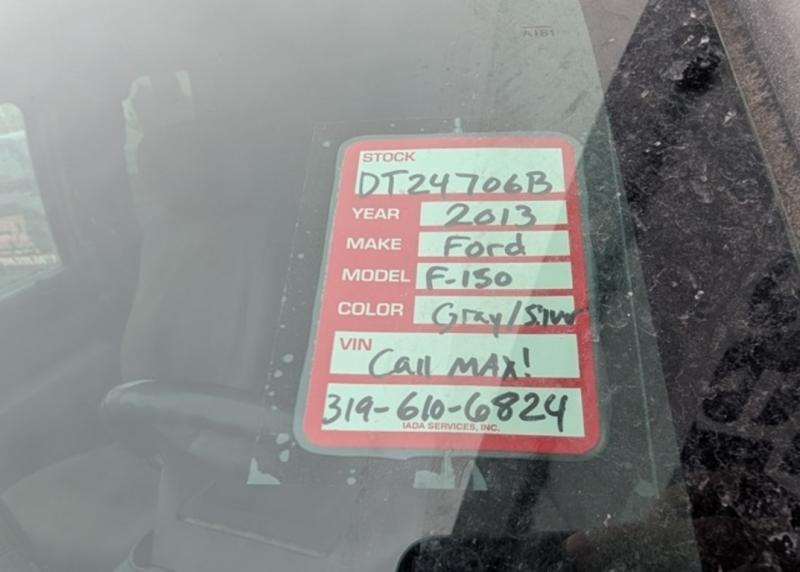 AIB1
STOCK
DT24706B
YEAR 2013
MAKE Ford
MODEL F-150
COLOR Gray/Silver
VIN
Call MAX!
319-610-6824
IADA SERVICES, INC.